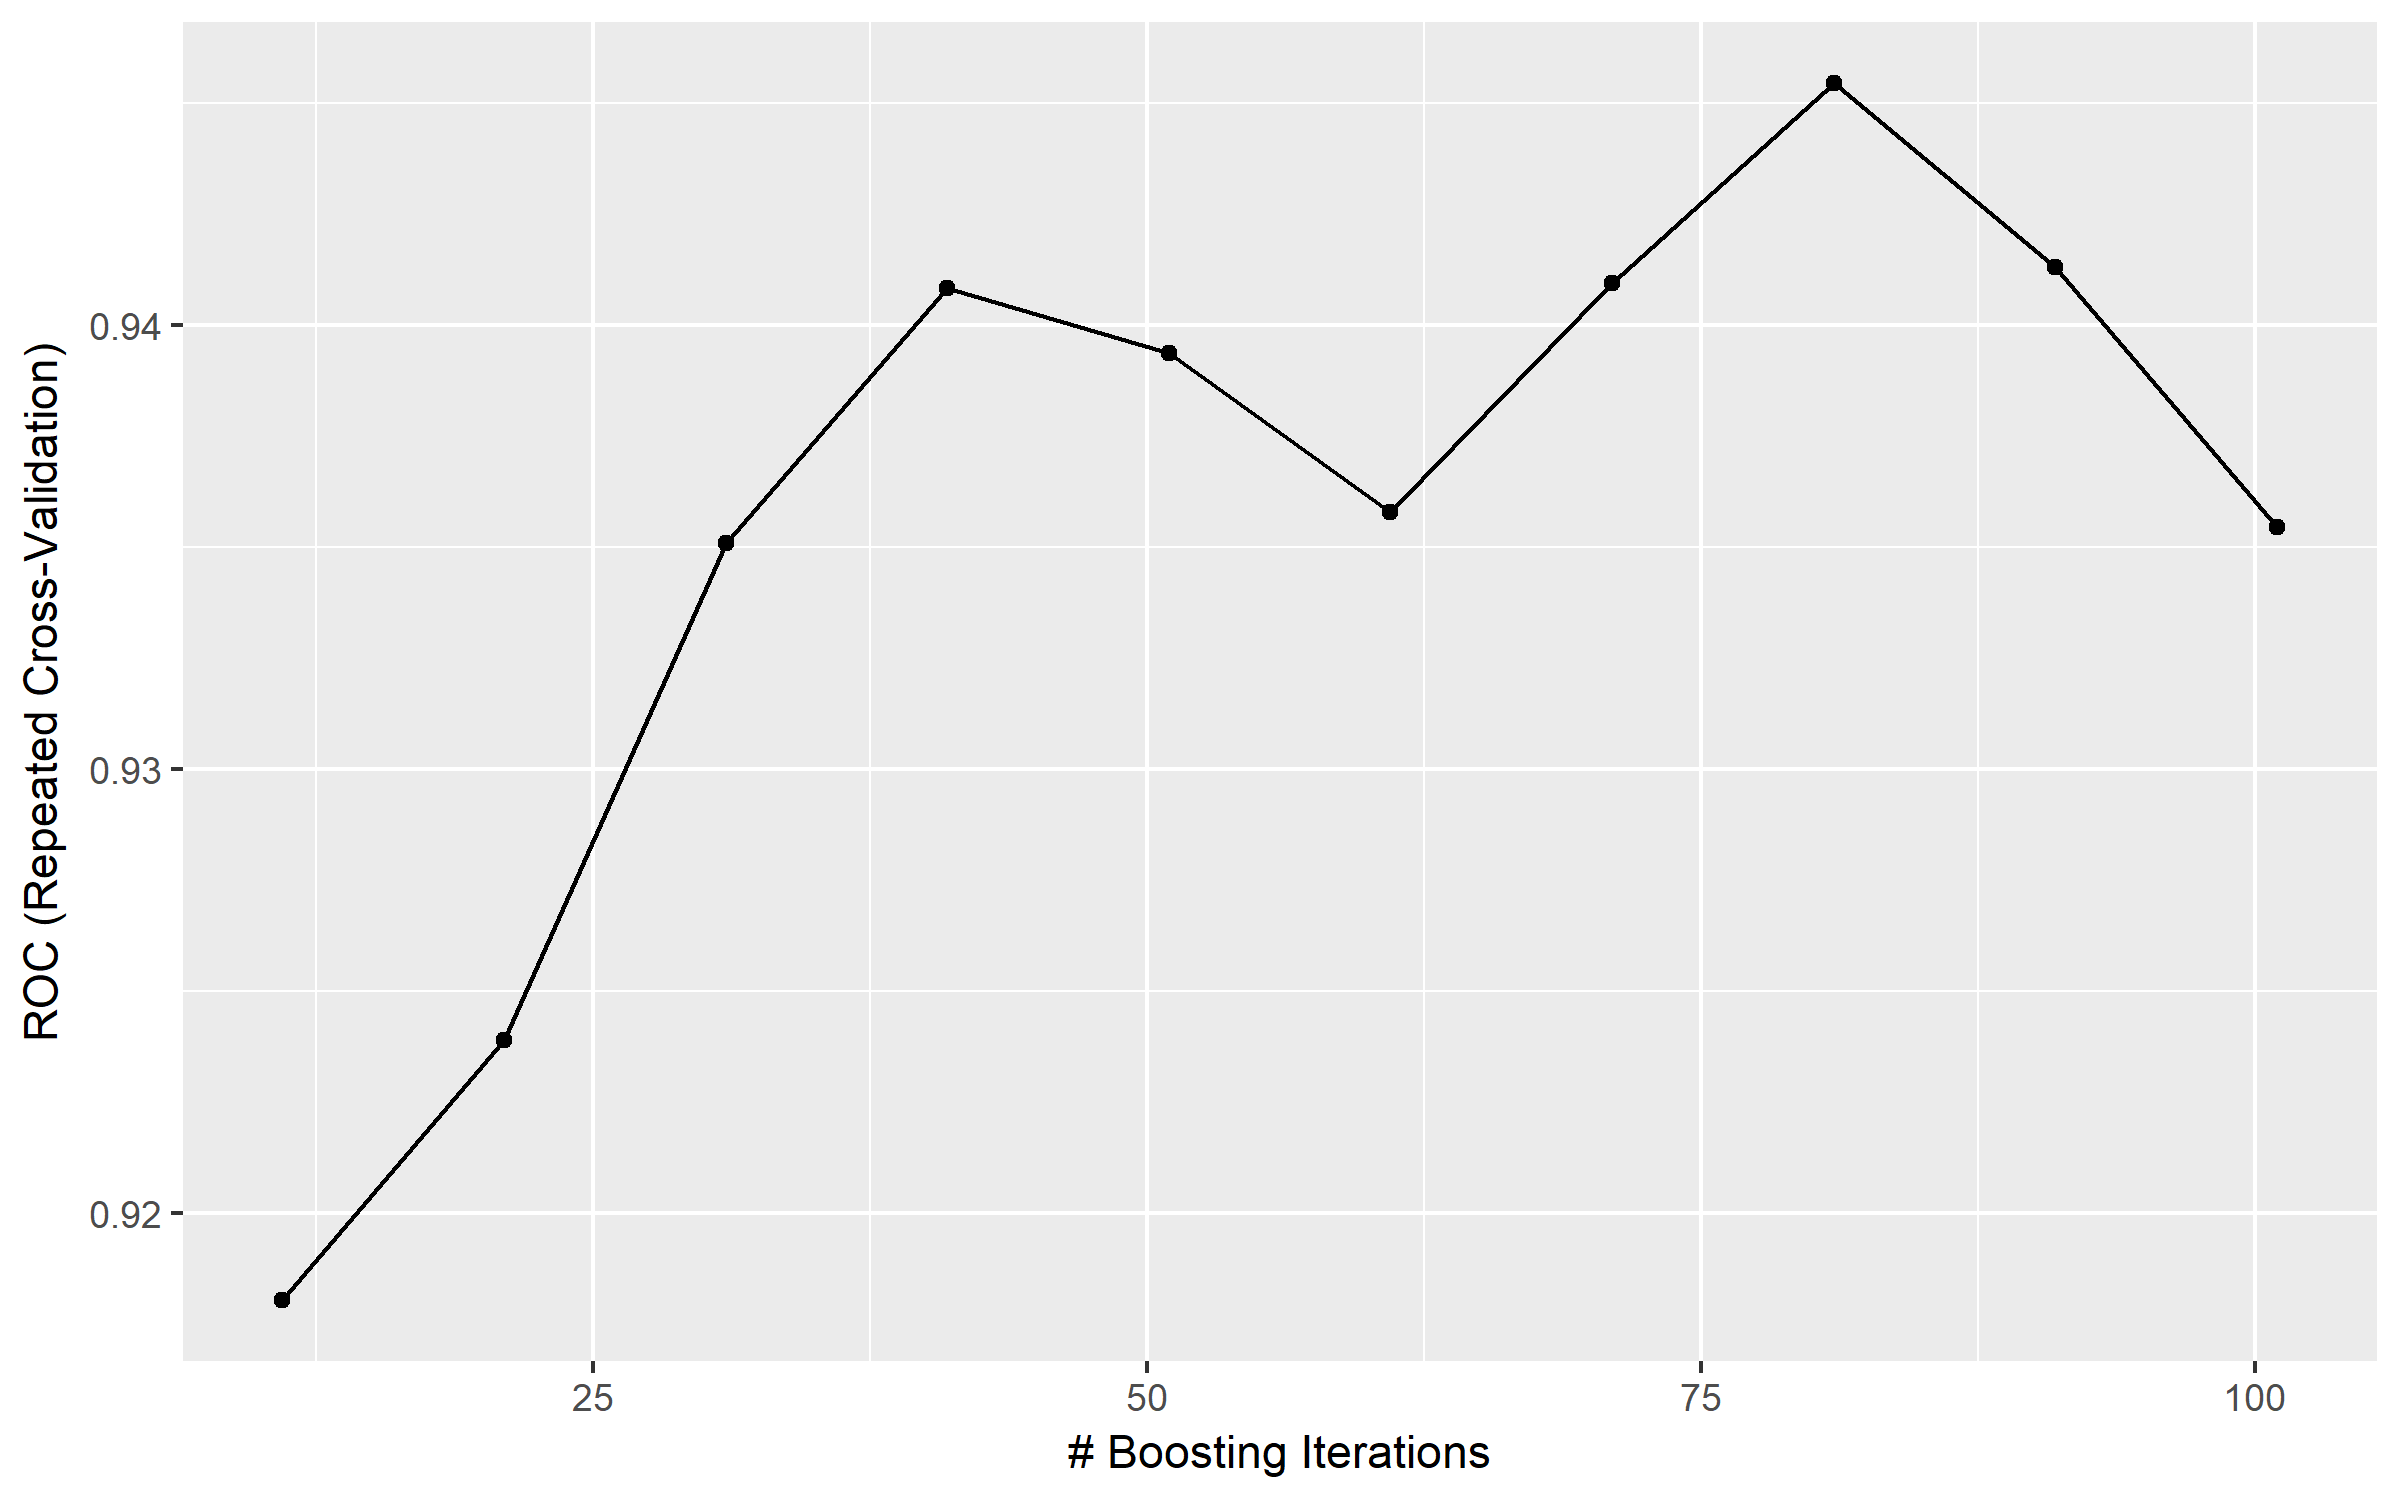 ROC (Repeated Cross-Validation)
0.94
0.93
0.92
25 50 75 100
# Boosting Iterations